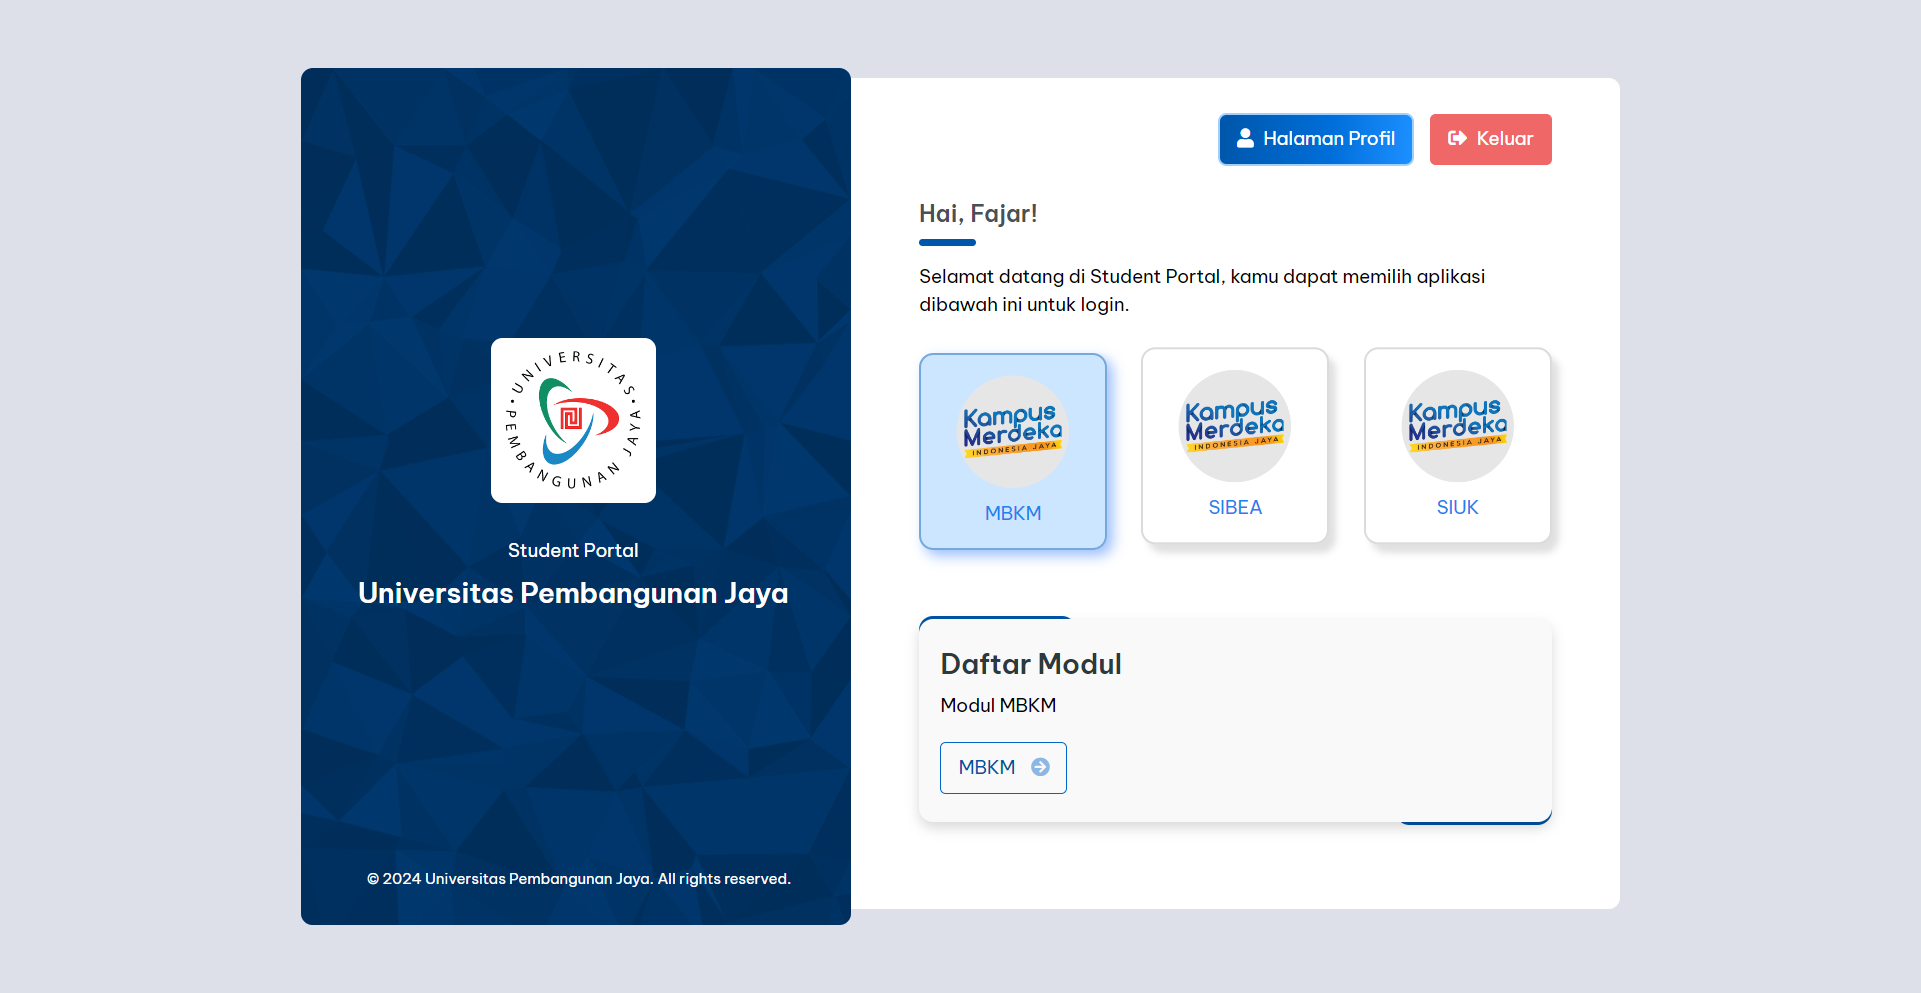 UNIVERSITAS
PEMBANGUNAN JAYA
Student Portal
Universitas Pembangunan Jaya
© 2024 Universitas Pembangunan Jaya. All rights reserved.
Halaman Profil
Keluar
Hai, Fajar!
Selamat datang di Student Portal, kamu dapat memilih aplikasi
dibawah ini untuk login.
Kampus
Merdeka
INDONESIA JAYA
MBKM
Kampus
Merdeka
INDONESIA JAYA
SIBEA
Kampus
Merdeka
INDONESIA JAYA
SIUK
Daftar Modul
Modul MBKM
MBKM